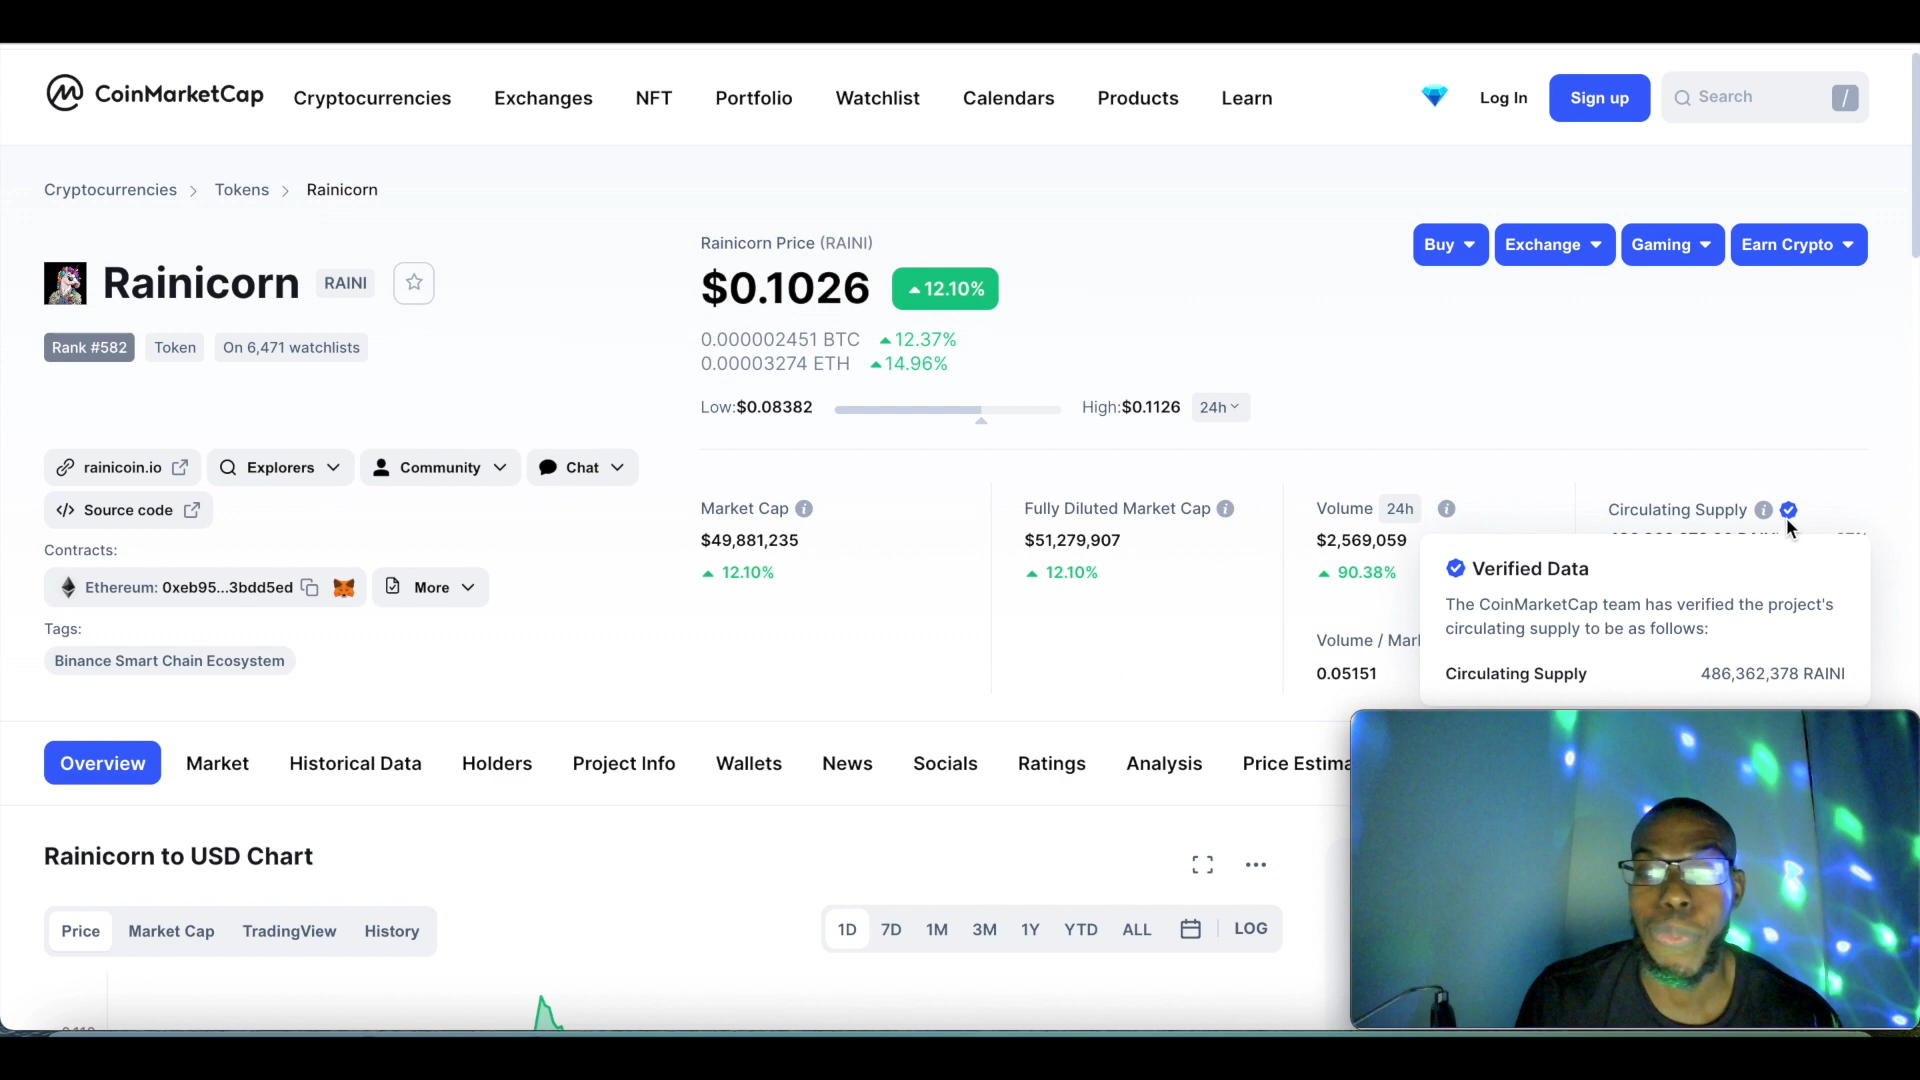 CoinMarketCap
Cryptocurrencies Exchanges NFT Portfolio Watchlist Calendars Products Learn
Log In Sign up Search /
Cryptocurrencies > Tokens > Rainicorn
Rainicorn RAINI
Rank #582 Token On 6,471 watchlists
rainicoin.io Explorers Community Chat
Source code
Contracts:
Ethereum: 0xeb95...3bdd5ed More
Tags:
Binance Smart Chain Ecosystem
Rainicorn Price (RAINI)
$0.1026 12.10%
0.000002451 BTC 12.37%
0.00003274 ETH 14.96%
Low:$0.08382 High:$0.1126 24h
Buy Exchange Gaming Earn Crypto
Market Cap
$49,881,235
12.10%
Fully Diluted Market Cap
$51,279,907
12.10%
Volume 24h
$2,569,059
90.38%
Volume /
0.05151
Circulating Supply
Verified Data
The CoinMarketCap team has verified the project's
circulating supply to be as follows:
Circulating Supply 486,362,378 RAINI
Overview Market Historical Data Holders Project Info Wallets News Socials Ratings Analysis Price
Rainicorn to USD Chart
Price Market Cap TradingView History
1D 7D 1M 3M 1Y YTD ALL LOG